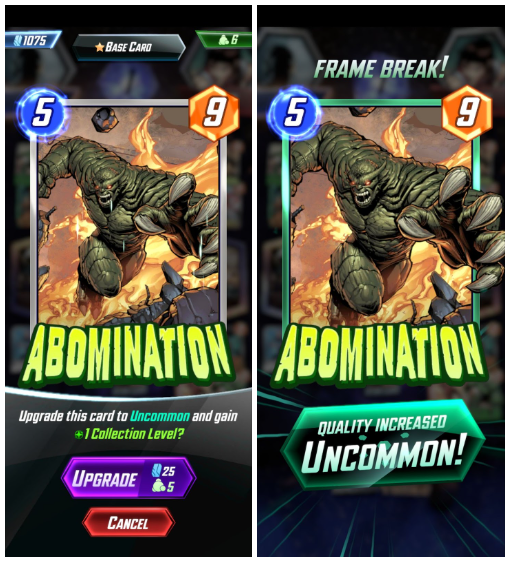 1075
BASE CARD
6
5
9
ABOMINATION
Upgrade this card to Uncommon and gain
+1 Collection Level?
UPGRADE
25
5
CANCEL
FRAME BREAK!
5
9
ABOMINATION
QUALITY INCREASED
UNCOMMON!